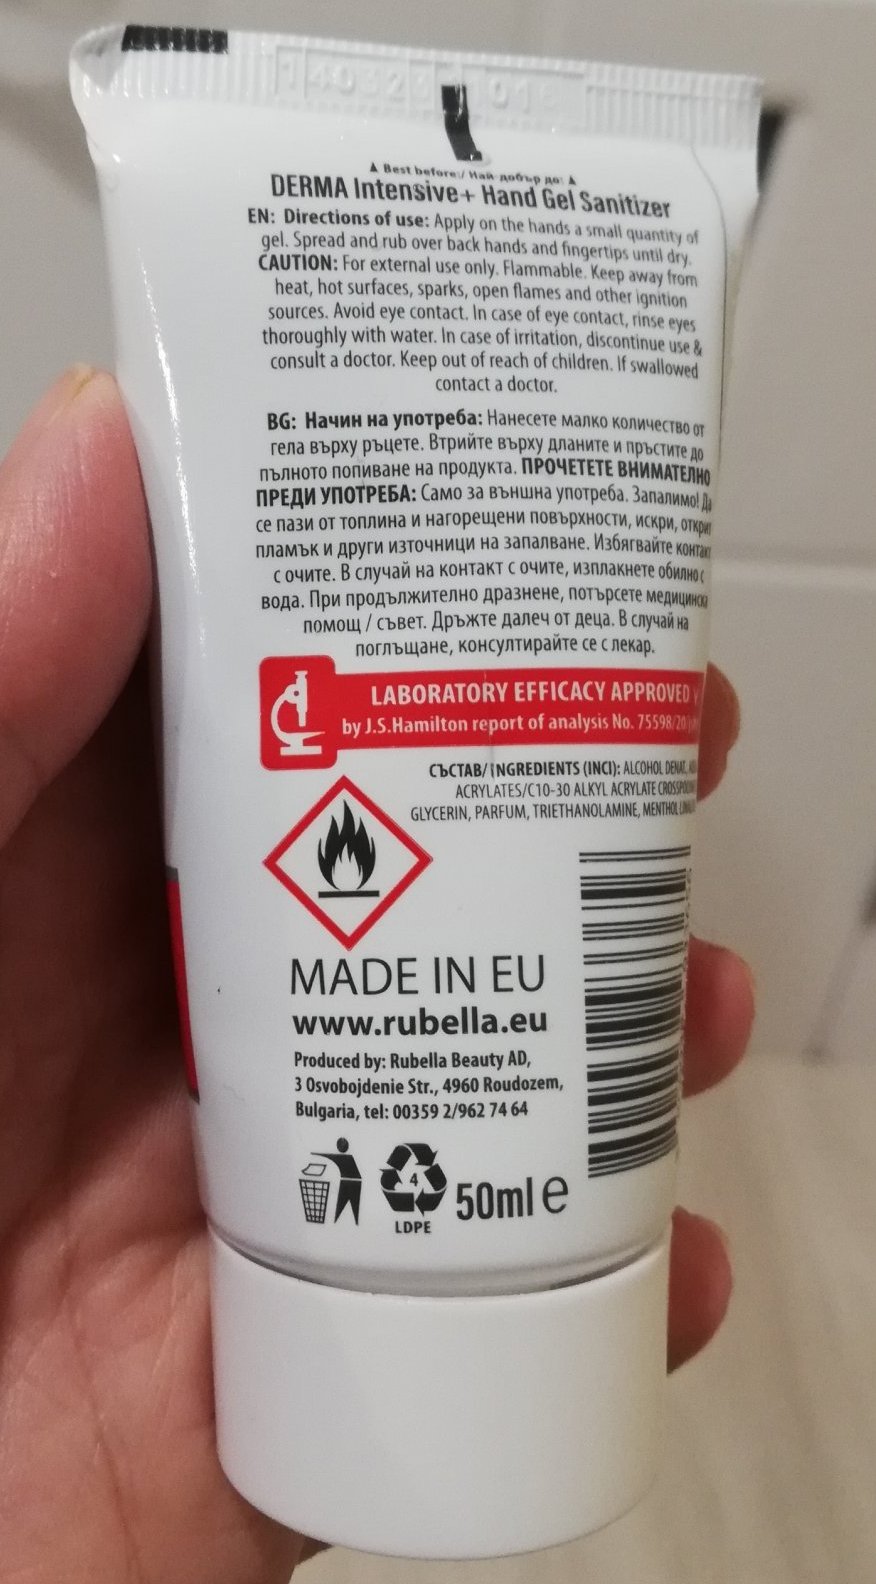 140323 01
▲ Best before:/ Най-добър до: ▲
DERMA Intensive+ Hand Gel Sanitizer
EN: Directions of use: Apply on the hands a small quantity of
gel. Spread and rub over back hands and fingertips until dry.
CAUTION: For external use only. Flammable. Keep away from
heat, hot surfaces, sparks, open flames and other ignition
sources. Avoid eye contact. In case of eye contact, rinse eyes
thoroughly with water. In case of irritation, discontinue use &
consult a doctor. Keep out of reach of children. If swallowed
contact a doctor.
BG: Начин на употреба: Нанесете малко количество от
гела върху ръцете. Втрийте върху дланите и пръстите до
пълното попиване на продукта. ПРОЧЕТЕТЕ ВНИМАТЕЛНО
ПРЕДИ УПОТРЕБА: Само за външна употреба. Запалимо! Да
се пази от топлина и нагорещени повърхности, искри,
пламък и други източници на запалване. Избягвайте контакт
с очите. В случай на контакт с очите, изплакнете обилно с
вода. При продължително дразнене, потърсете медицинска
помощ / съвет. Дръжте далеч от деца. В случай на
поглъщане, консултирайте се с лекар.
LABORATORY EFFICACY APPROVED
by J.S.Hamilton report of analysis No. 75598/20
СЪСТАВ/INGREDIENTS (INCI): ALCOHOL DENAT,
ACRYLATES/C10-30 ALKYL ACRYLATE
GLYCERIN, PARFUM, TRIETHANOLAMINE, MENTHOL
MADE IN EU
www.rubella.eu
Produced by: Rubella Beauty AD,
3 Osvobojdenie Str., 4960 Roudozem,
Bulgaria, tel: 00359 2/962 74 64
4
LDPE
50ml e